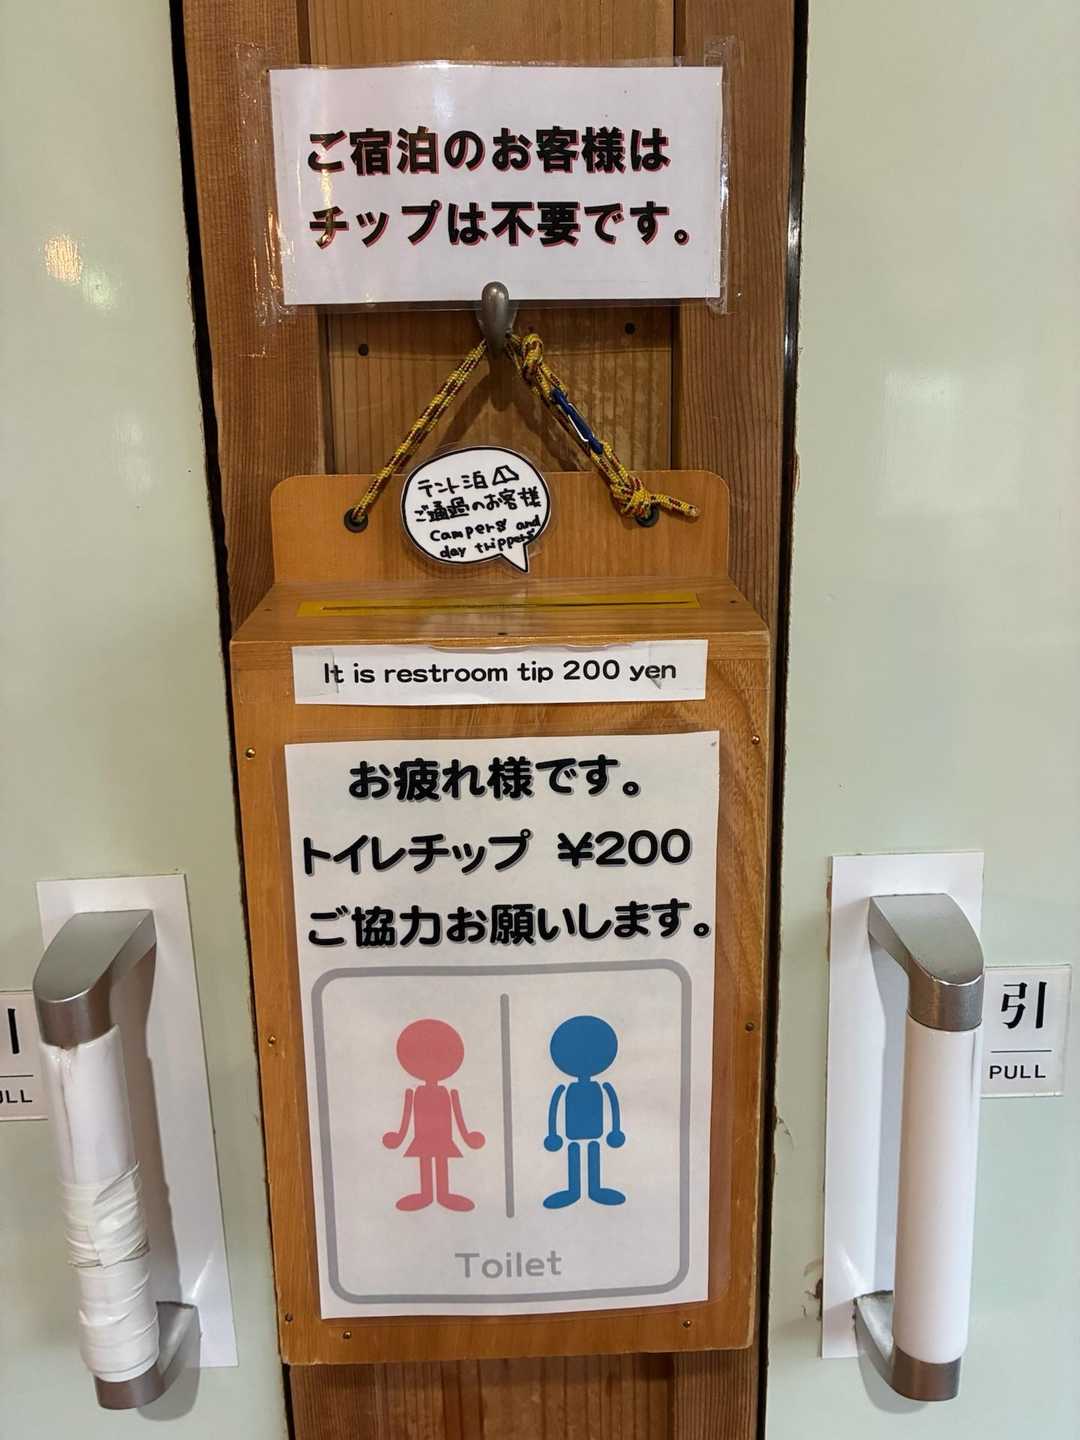 ご宿泊のお客様は
チップは不要です。
テント泊
ご通過のお客様
Campers and
day trippers
It is restroom tip 200 yen
お疲れ様です。
トイレチップ ¥200
ご協力お願いします。
Toilet
引
PULL
引
PULL